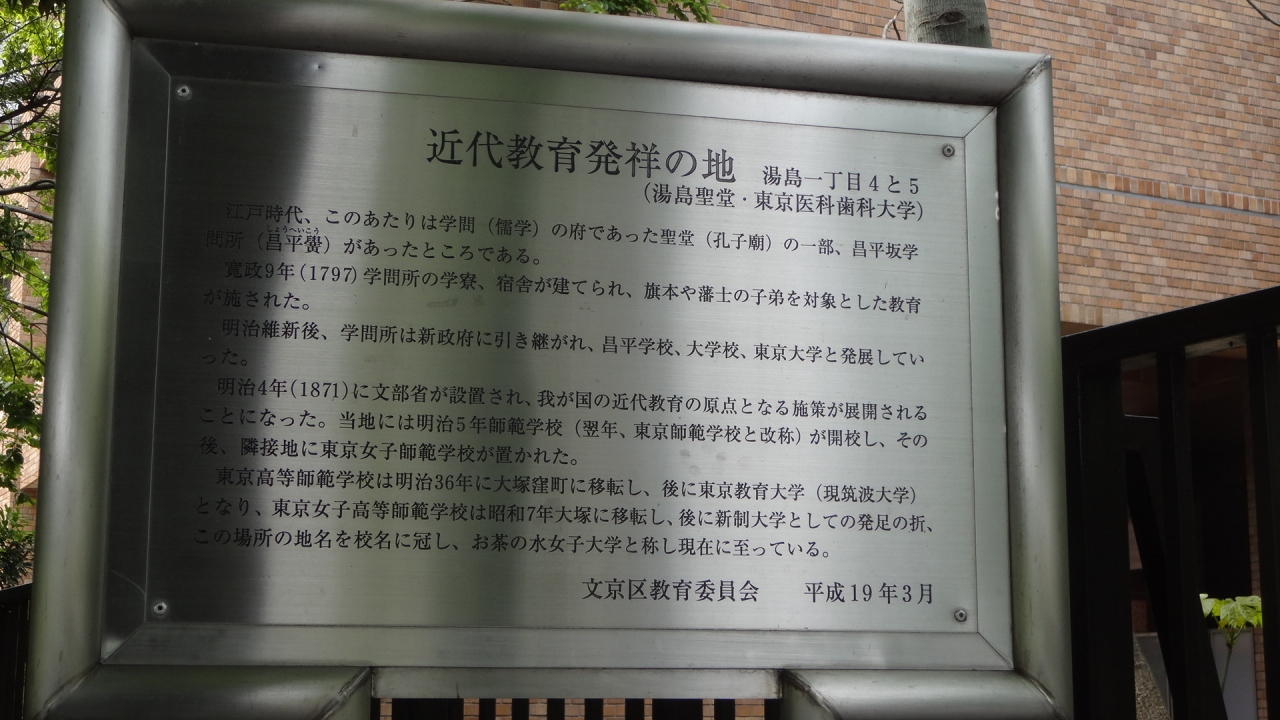 近代教育発祥の地 湯島一丁目4と5
(湯島聖堂・東京医科歯科大学)
江戸時代、このあたりは学問(儒学)の府であった聖堂(孔子廟)の一部、昌平坂学
しょうへいこう
問所(昌平黌)があったところである。
寛政9年(1797)学問所の学寮、宿舎が建てられ、旗本や藩士の子弟を対象とした教育
が施された。
明治維新後、学問所は新政府に引き継がれ、昌平学校、大学校、東京大学と発展してい
った。
明治4年(1871)に文部省が設置され、我が国の近代教育の原点となる施策が展開される
ことになった。当地には明治5年師範学校(翌年、東京師範学校と改称)が開校し、その
後、隣接地に東京女子師範学校が置かれた。
東京高等師範学校は明治36年に大塚窪町に移転し、後に東京教育大学(現筑波大学)
となり、東京女子高等師範学校は昭和7年大塚に移転し、後に新制大学としての発足の折、
この場所の地名を校名に冠し、お茶の水女子大学と称し現在に至っている。
文京区教育委員会 平成19年3月